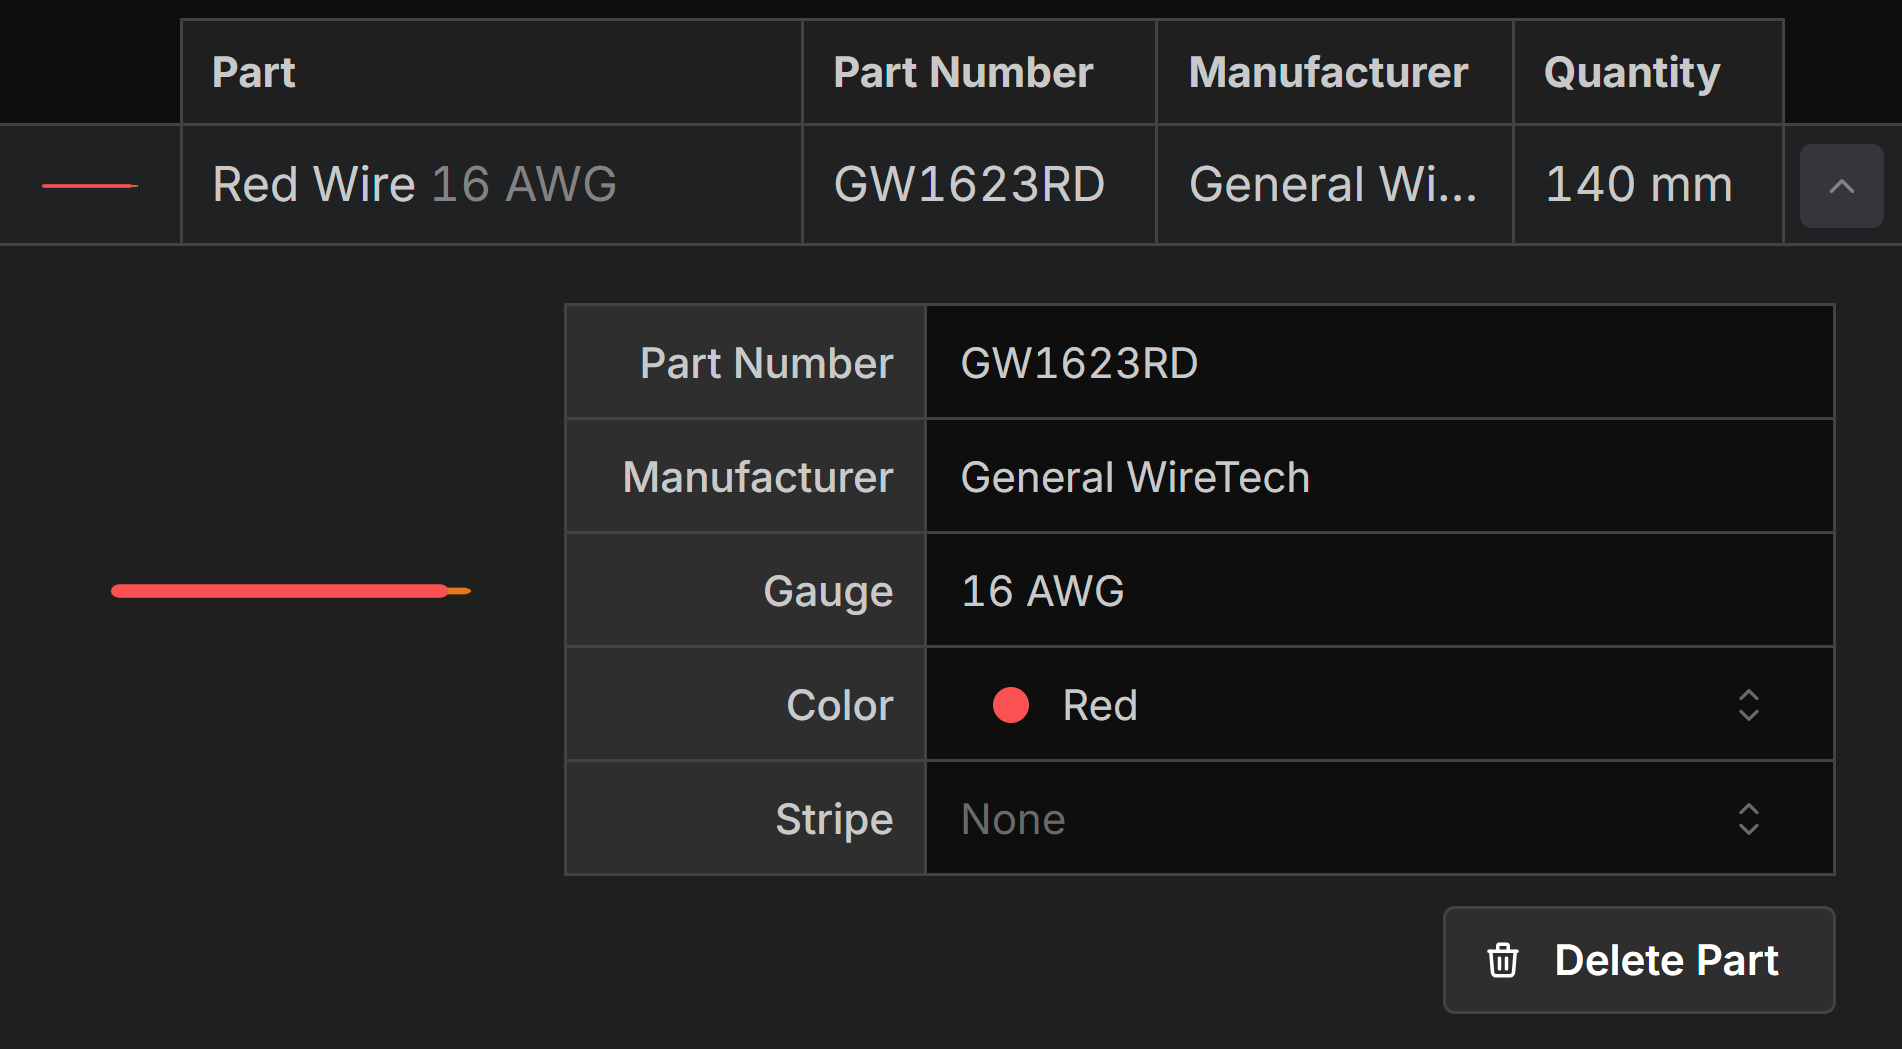 Part Part Number Manufacturer Quantity
Red Wire 16 AWG GW1623RD General Wi... 140 mm
Part Number GW1623RD
Manufacturer General WireTech
Gauge 16 AWG
Color Red
Stripe None
Delete Part